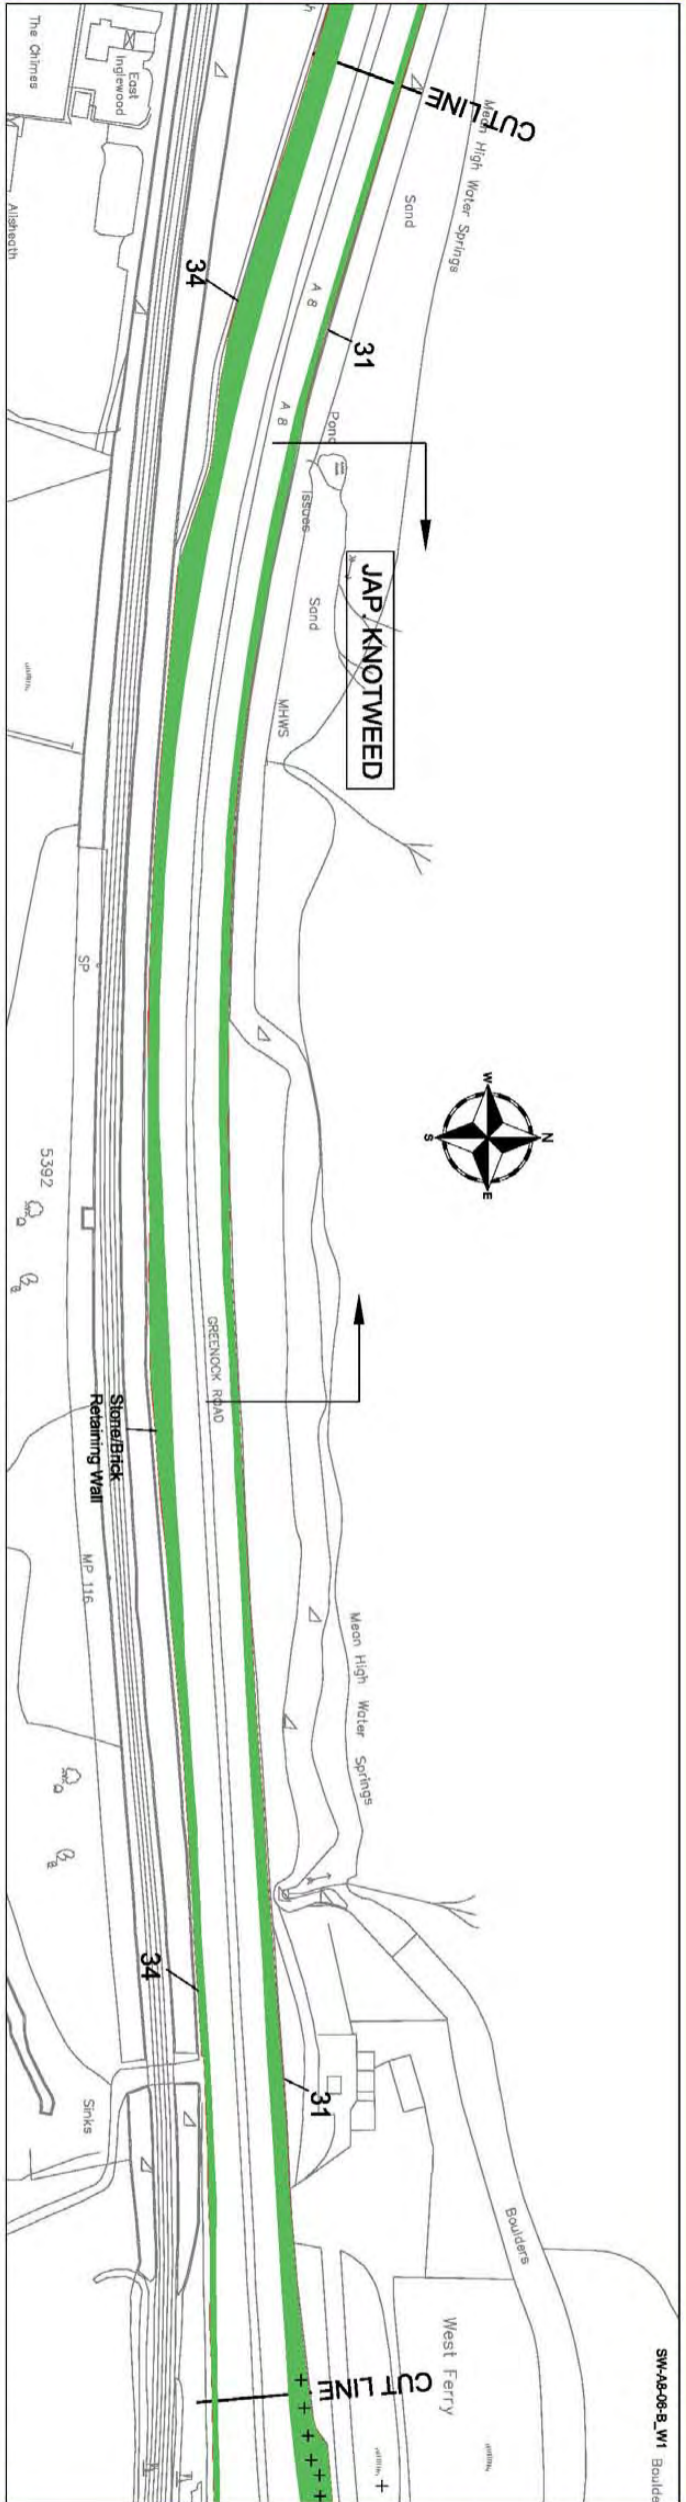 SW-A8-06-B_W1
Boulde
CUT LINE
Mean High Water Springs
Sand
The Chimes
East
Inglewood
Ailsheath
34
A 8
31
A 8
Pond
Issues
JAP. KNOTWEED
Sand
MHWS
SP
5392
W
N
S
E
GREENOCK ROAD
Stone/Brick
Retaining Wall
MP 116
Mean High Water Springs
34
31
Sinks
Boulders
West Ferry
CUT LINE